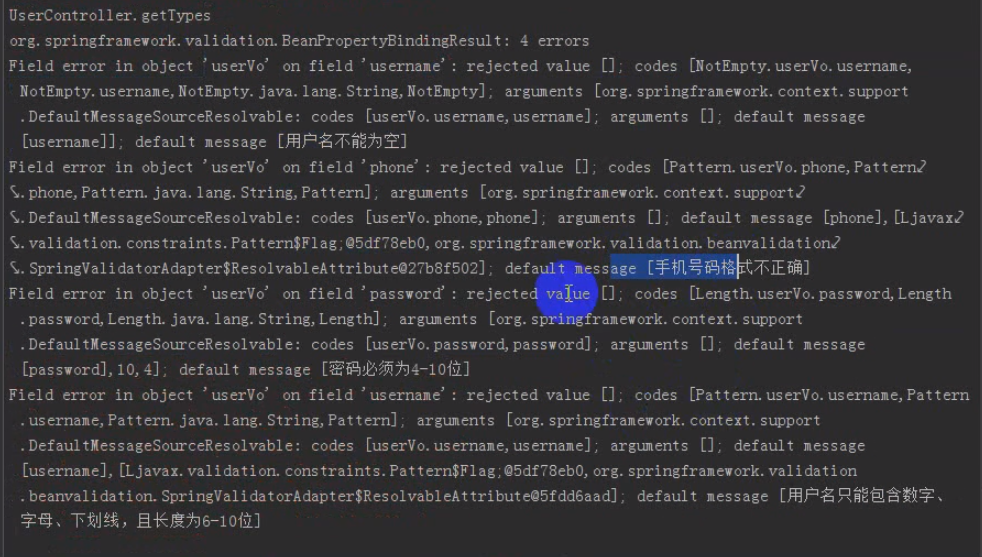 UserController.getTypes
org.springframework.validation.BeanPropertyBindingResult: 4 errors
Field error in object 'userVo' on field 'username': rejected value []; codes [NotEmpty.userVo.username,
NotEmpty.username,NotEmpty.java.lang.String,NotEmpty]; arguments [org.springframework.context.support
.DefaultMessageSourceResolvable: codes [userVo.username,username]; arguments []; default message
[username]]; default message [用户名不能为空]
Field error in object 'userVo' on field 'phone': rejected value []; codes [Pattern.userVo.phone,Pattern
.phone,Pattern.java.lang.String,Pattern]; arguments [org.springframework.context.support
.DefaultMessageSourceResolvable: codes [userVo.phone,phone]; arguments []; default message [phone],[Ljavax
.validation.constraints.Pattern$Flag;@5df78eb0,org.springframework.validation.beanvalidation
.SpringValidatorAdapter$ResolvableAttribute@27b8f502]; default message [手机号码格式不正确]
Field error in object 'userVo' on field 'password': rejected value []; codes [Length.userVo.password,Length
.password,Length.java.lang.String,Length]; arguments [org.springframework.context.support
.DefaultMessageSourceResolvable: codes [userVo.password,password]; arguments []; default message
[password],10,4]; default message [密码必须为4-10位]
Field error in object 'userVo' on field 'username': rejected value []; codes [Pattern.userVo.username,Pattern
.username,Pattern.java.lang.String,Pattern]; arguments [org.springframework.context.support
.DefaultMessageSourceResolvable: codes [userVo.username,username]; arguments []; default message
[username],[Ljavax.validation.constraints.Pattern$Flag;@5df78eb0,org.springframework.validation
.beanvalidation.SpringValidatorAdapter$ResolvableAttribute@5fdd6aad]; default message [用户名只能包含数字、
字母、下划线，且长度为6-10位]